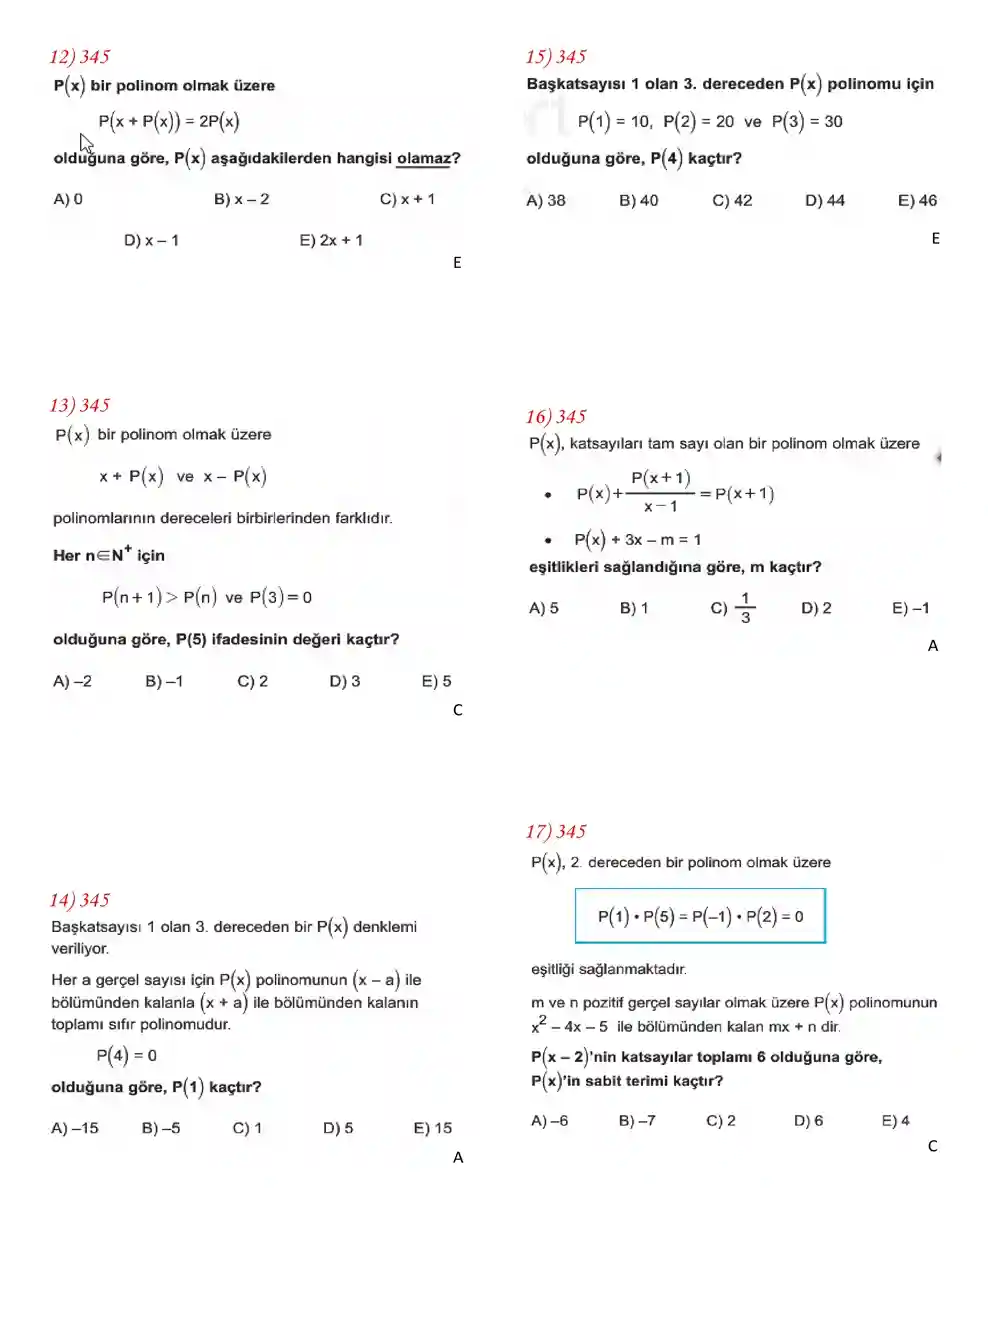 12) 345
P(x) bir polinom olmak üzere
P(x + P(x)) = 2P(x)
olduğuna göre, P(x) aşağıdakilerden hangisi olamaz?
A) 0 B) x – 2 C) x + 1
D) x – 1 E) 2x + 1
E
13) 345
P(x) bir polinom olmak üzere
x + P(x) ve x – P(x)
polinomlarının dereceleri birbirlerinden farklıdır.
Her n∈N⁺ için
P(n + 1) > P(n) ve P(3) = 0
olduğuna göre, P(5) ifadesinin değeri kaçtır?
A) –2 B) –1 C) 2 D) 3 E) 5
C
14) 345
Başkatsayısı 1 olan 3. dereceden bir P(x) denklemi
veriliyor.
Her a gerçel sayısı için P(x) polinomunun (x – a) ile
bölümünden kalanla (x + a) ile bölümünden kalanın
toplamı sıfır polinomudur.
P(4) = 0
olduğuna göre, P(1) kaçtır?
A) –15 B) –5 C) 1 D) 5 E) 15
A
15) 345
Başkatsayısı 1 olan 3. dereceden P(x) polinomu için
P(1) = 10, P(2) = 20 ve P(3) = 30
olduğuna göre, P(4) kaçtır?
A) 38 B) 40 C) 42 D) 44 E) 46
E
16) 345
P(x), katsayıları tam sayı olan bir polinom olmak üzere
• P(x) + P(x + 1)/(x – 1) = P(x + 1)
• P(x) + 3x – m = 1
eşitlikleri sağlandığına göre, m kaçtır?
A) 5 B) 1 C) 1/3 D) 2 E) –1
A
17) 345
P(x), 2. dereceden bir polinom olmak üzere
P(1) • P(5) = P(–1) • P(2) = 0
eşitliği sağlanmaktadır.
m ve n pozitif gerçel sayılar olmak üzere P(x) polinomunun
x² – 4x – 5 ile bölümünden kalan mx + n dir.
P(x – 2)'nin katsayılar toplamı 6 olduğuna göre,
P(x)'in sabit terimi kaçtır?
A) –6 B) –7 C) 2 D) 6 E) 4
C